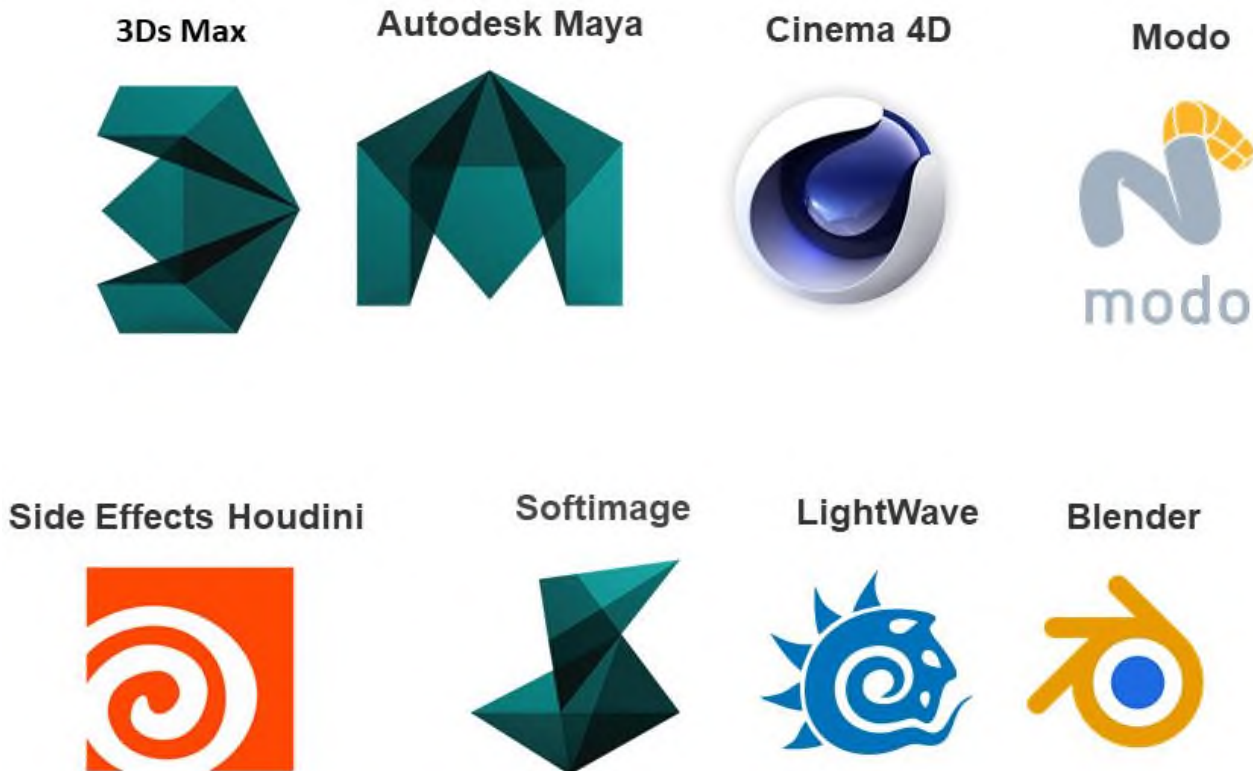 3Ds Max
Autodesk Maya
Cinema 4D
Modo
modo
Side Effects Houdini
Softimage
LightWave
Blender